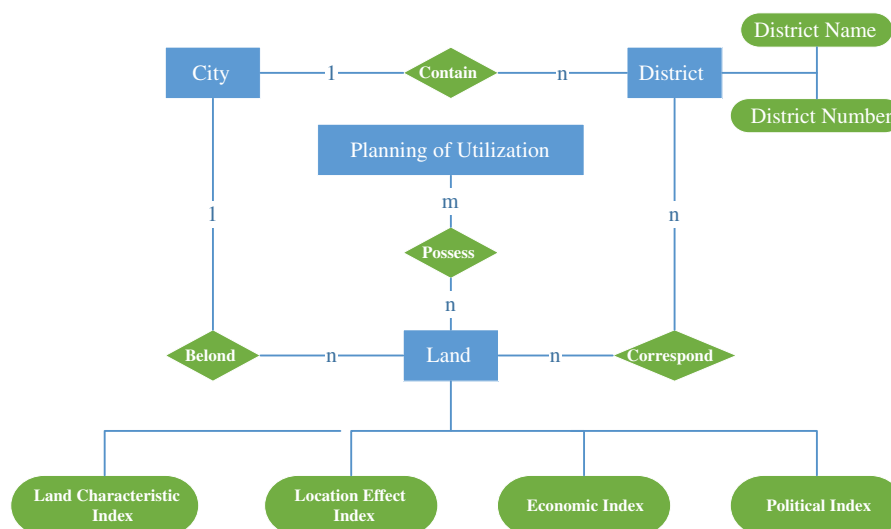 District Name
City
1
Contain
n
District
District Number
Planning of Utilization
m
1
n
Possess
n
Belond
n
Land
n
Correspond
Land Characteristic
Index
Location Effect
Index
Economic Index
Political Index